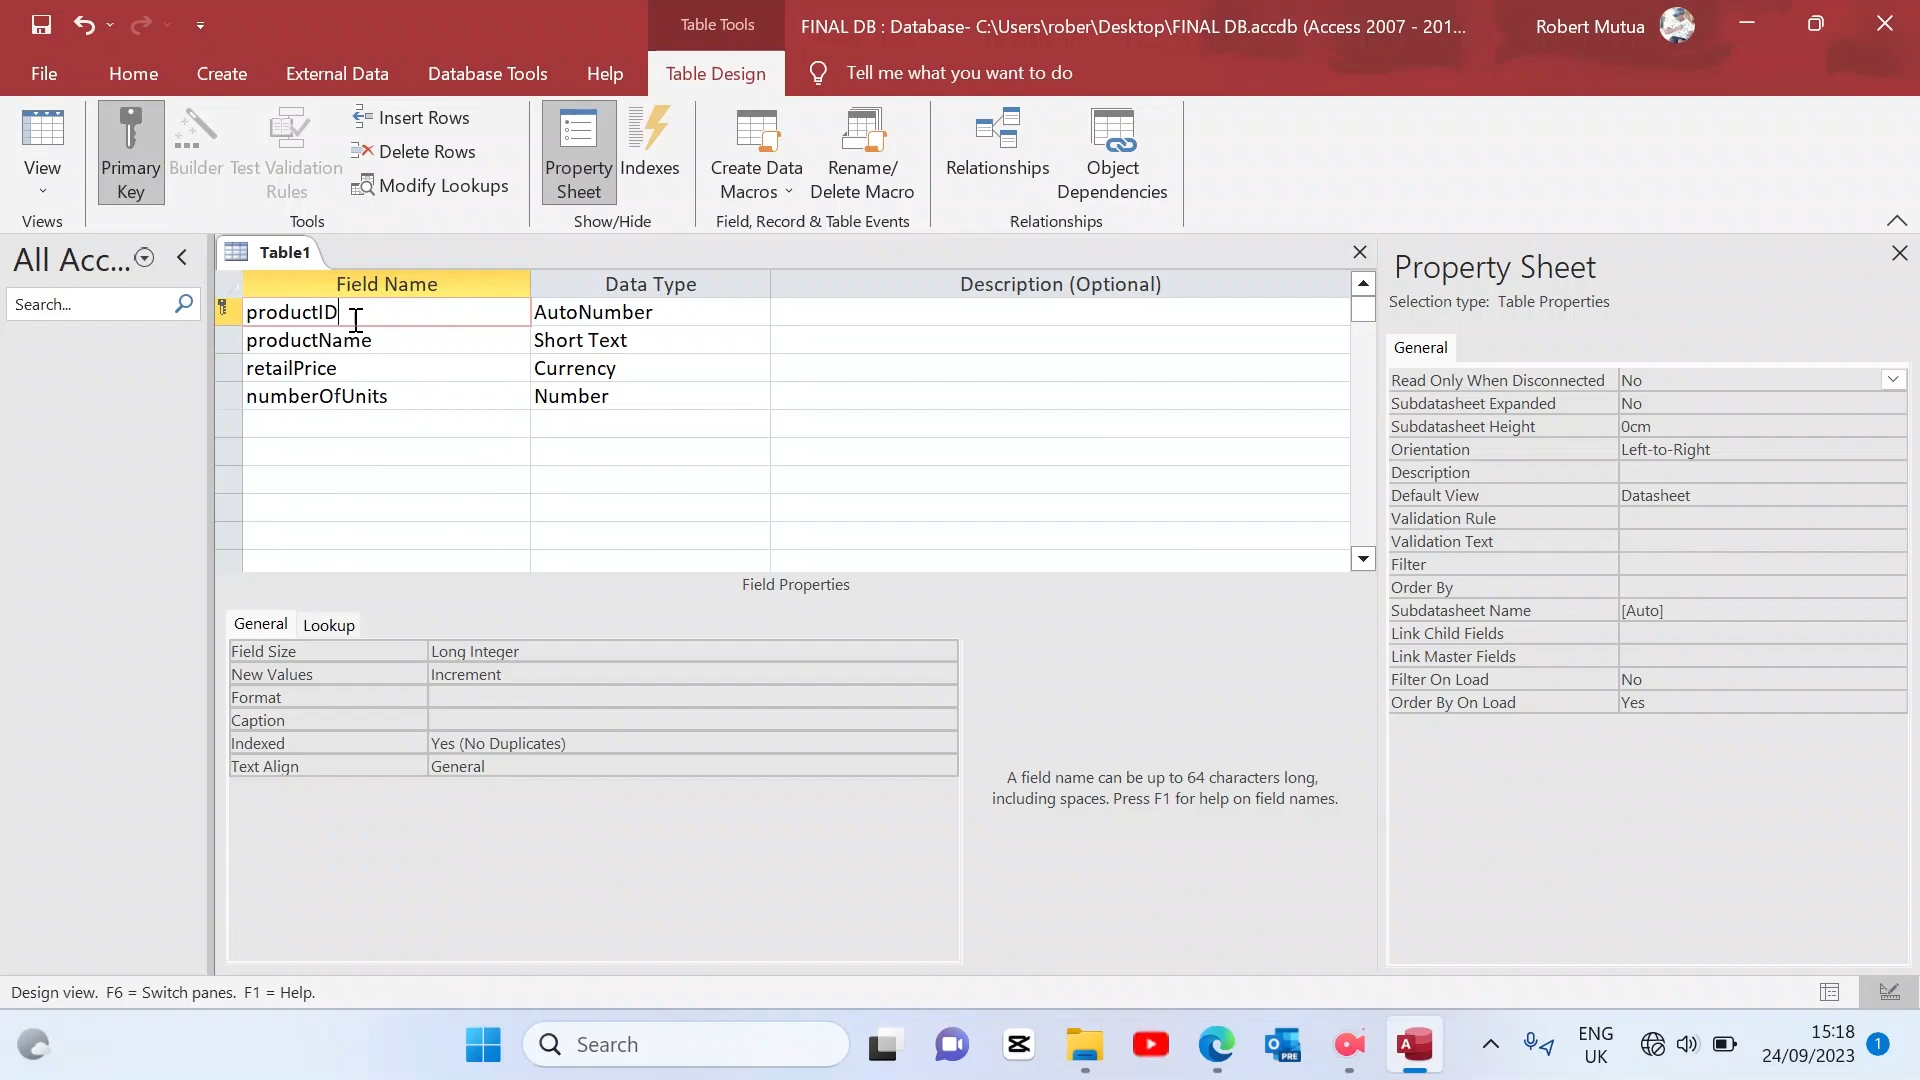 Table Tools
FINAL DB : Database- C:\Users\rober\Desktop\FINAL DB.accdb (Access 2007 - 201...
Robert Mutua
File
Home
Create
External Data
Database Tools
Help
Table Design
Tell me what you want to do
View
Primary Key
Builder
Test Validation Rules
Insert Rows
Delete Rows
Modify Lookups
Property Sheet
Indexes
Create Data Macros
Rename/ Delete Macro
Relationships
Object Dependencies
Views
Tools
Show/Hide
Field, Record & Table Events
Relationships
All Acc...
Search...
Table1
Field Name Data Type Description (Optional)
productID AutoNumber
productName Short Text
retailPrice Currency
numberOfUnits Number
Field Properties
General Lookup
Field Size Long Integer
New Values Increment
Format
Caption
Indexed Yes (No Duplicates)
Text Align General
A field name can be up to 64 characters long,
including spaces. Press F1 for help on field names.
Property Sheet
Selection type: Table Properties
General
Read Only When Disconnected No
Subdatasheet Expanded No
Subdatasheet Height 0cm
Orientation Left-to-Right
Description
Default View Datasheet
Validation Rule
Validation Text
Filter
Order By
Subdatasheet Name [Auto]
Link Child Fields
Link Master Fields
Filter On Load No
Order By On Load Yes
Design view. F6 = Switch panes. F1 = Help.
Search
PRE
A
ENG
UK
15:18
24/09/2023
1